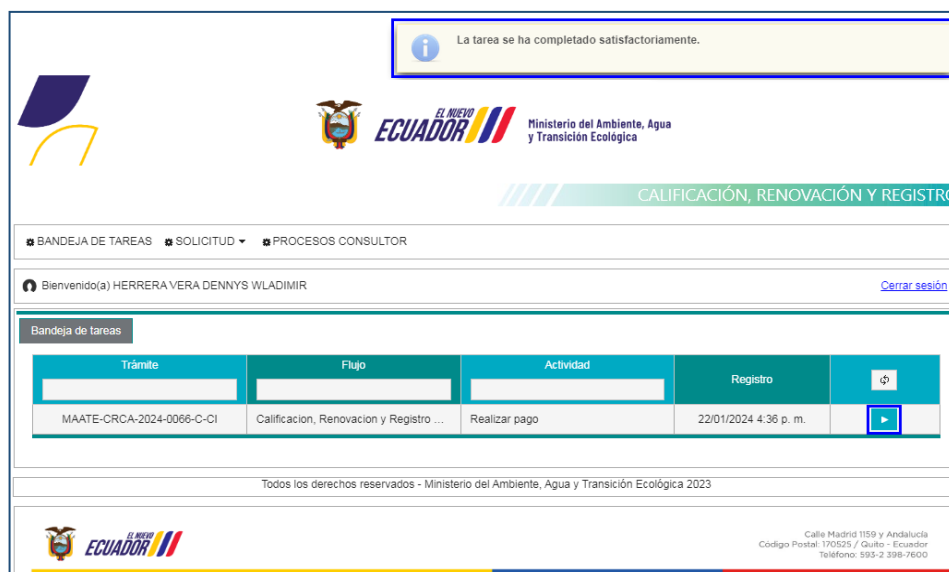 La tarea se ha completado satisfactoriamente.
EL NUEVO
ECUADOR
Ministerio del Ambiente, Agua
y Transición Ecológica
CALIFICACIÓN, RENOVACIÓN Y REGISTRO
BANDEJA DE TAREAS SOLICITUD PROCESOS CONSULTOR
Bienvenido(a) HERRERA VERA DENNYS WLADIMIR Cerrar sesión
Bandeja de tareas
Trámite Flujo Actividad Registro
MAATE-CRCA-2024-0066-C-CI Calificacion, Renovacion y Registro ... Realizar pago 22/01/2024 4:36 p. m.
Todos los derechos reservados - Ministerio del Ambiente, Agua y Transición Ecológica 2023
EL NUEVO
ECUADOR
Calle Madrid 1159 y Andalucía
Código Postal: 170525 / Quito - Ecuador
Teléfono: 593-2 398-7600